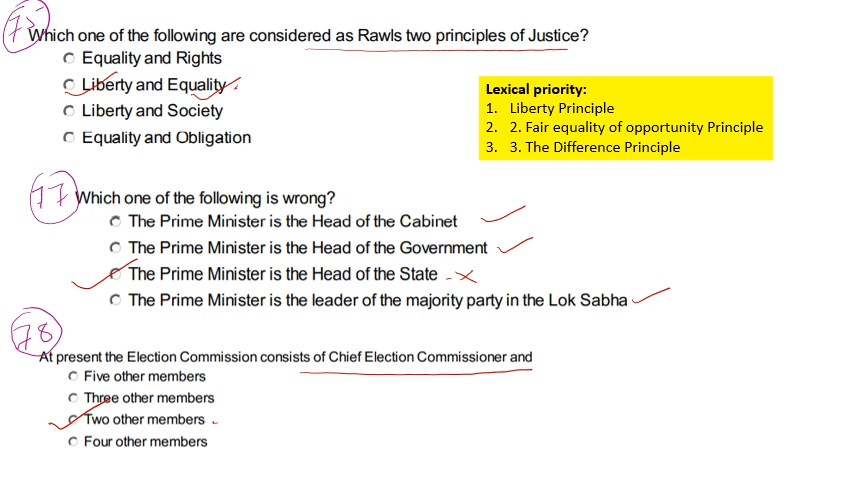 75
Which one of the following are considered as Rawls two principles of Justice?
Equality and Rights
Liberty and Equality
Liberty and Society
Equality and Obligation
Lexical priority:
1. Liberty Principle
2. 2. Fair equality of opportunity Principle
3. 3. The Difference Principle
77
Which one of the following is wrong?
The Prime Minister is the Head of the Cabinet
The Prime Minister is the Head of the Government
The Prime Minister is the Head of the State
The Prime Minister is the leader of the majority party in the Lok Sabha
78
At present the Election Commission consists of Chief Election Commissioner and
Five other members
Three other members
Two other members
Four other members